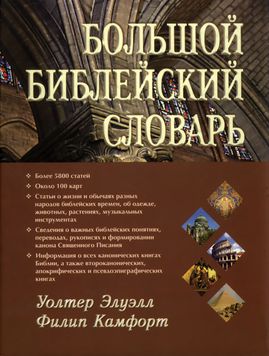 БОЛЬШОЙ
БИБЛЕЙСКИЙ
СЛОВАРЬ
Более 5800 статей
Около 100 карт
Статьи о жизни и обычаях разных
народов библейских времен, об одежде,
животных, растениях, музыкальных
инструментах
Сведения о важных библейских понятиях,
переводах, рукописях и формировании
канона Священного Писания
Информация о всех канонических книгах
Библии, а также второканонических,
апокрифических и псевдоэпиграфических
книгах
Уолтер Элуэлл
Филип Камфорт